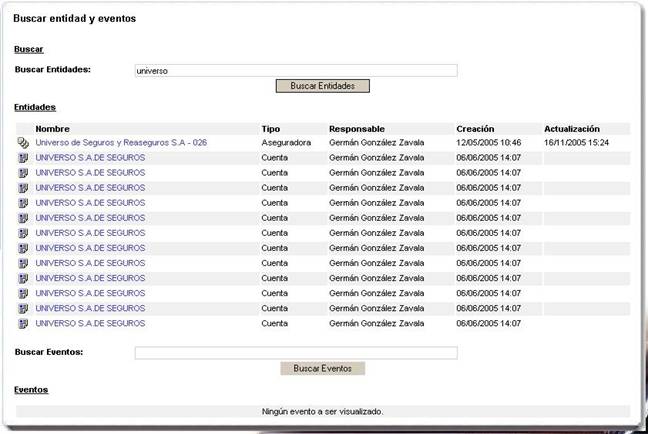 Buscar entidad y eventos
Buscar
Buscar Entidades: universo
Buscar Entidades
Entidades
Nombre Tipo Responsable Creación Actualización
Universo de Seguros y Reaseguros S.A - 026 Aseguradora Germán González Zavala 12/05/2005 10:46 16/11/2005 15:24
UNIVERSO S.A.DE SEGUROS Cuenta Germán González Zavala 06/06/2005 14:07
UNIVERSO S.A.DE SEGUROS Cuenta Germán González Zavala 06/06/2005 14:07
UNIVERSO S.A.DE SEGUROS Cuenta Germán González Zavala 06/06/2005 14:07
UNIVERSO S.A.DE SEGUROS Cuenta Germán González Zavala 06/06/2005 14:07
UNIVERSO S.A.DE SEGUROS Cuenta Germán González Zavala 06/06/2005 14:07
UNIVERSO S.A.DE SEGUROS Cuenta Germán González Zavala 06/06/2005 14:07
UNIVERSO S.A.DE SEGUROS Cuenta Germán González Zavala 06/06/2005 14:07
UNIVERSO S.A.DE SEGUROS Cuenta Germán González Zavala 06/06/2005 14:07
UNIVERSO S.A.DE SEGUROS Cuenta Germán González Zavala 06/06/2005 14:07
UNIVERSO S.A.DE SEGUROS Cuenta Germán González Zavala 06/06/2005 14:07
UNIVERSO S.A.DE SEGUROS Cuenta Germán González Zavala 06/06/2005 14:07
UNIVERSO S.A.DE SEGUROS Cuenta Germán González Zavala 06/06/2005 14:07
Buscar Eventos:
Buscar Eventos
Eventos
Ningún evento a ser visualizado.